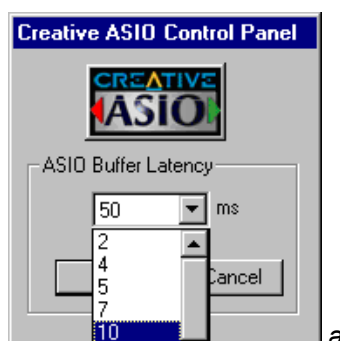 Creative ASIO Control Panel
CREATIVE
ASIO
ASIO Buffer Latency
50 ms
2
4
5
Cancel
7
10
a